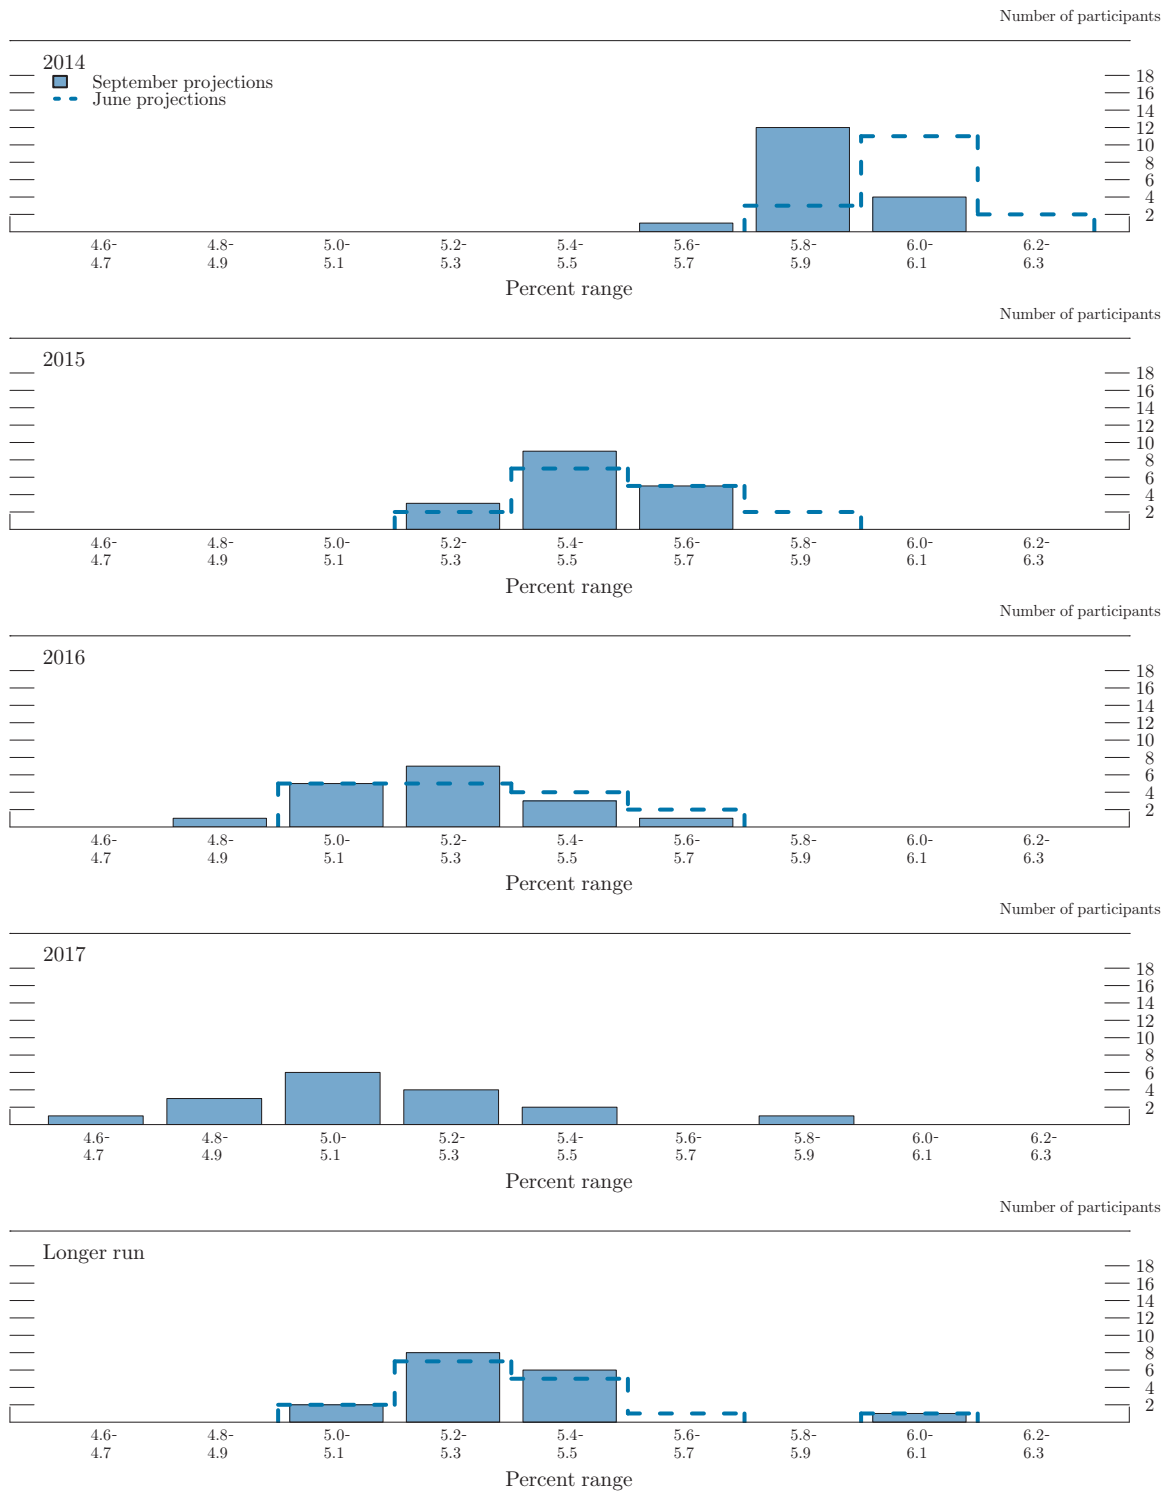 Number of participants
2014
September projections
June projections
18
16
14
12
10
8
6
4
2
4.6- 4.8- 5.0- 5.2- 5.4- 5.6- 5.8- 6.0- 6.2-
4.7 4.9 5.1 5.3 5.5 5.7 5.9 6.1 6.3
Percent range
Number of participants
2015
18
16
14
12
10
8
6
4
2
4.6- 4.8- 5.0- 5.2- 5.4- 5.6- 5.8- 6.0- 6.2-
4.7 4.9 5.1 5.3 5.5 5.7 5.9 6.1 6.3
Percent range
Number of participants
2016
18
16
14
12
10
8
6
4
2
4.6- 4.8- 5.0- 5.2- 5.4- 5.6- 5.8- 6.0- 6.2-
4.7 4.9 5.1 5.3 5.5 5.7 5.9 6.1 6.3
Percent range
Number of participants
2017
18
16
14
12
10
8
6
4
2
4.6- 4.8- 5.0- 5.2- 5.4- 5.6- 5.8- 6.0- 6.2-
4.7 4.9 5.1 5.3 5.5 5.7 5.9 6.1 6.3
Percent range
Number of participants
Longer run
18
16
14
12
10
8
6
4
2
4.6- 4.8- 5.0- 5.2- 5.4- 5.6- 5.8- 6.0- 6.2-
4.7 4.9 5.1 5.3 5.5 5.7 5.9 6.1 6.3
Percent range